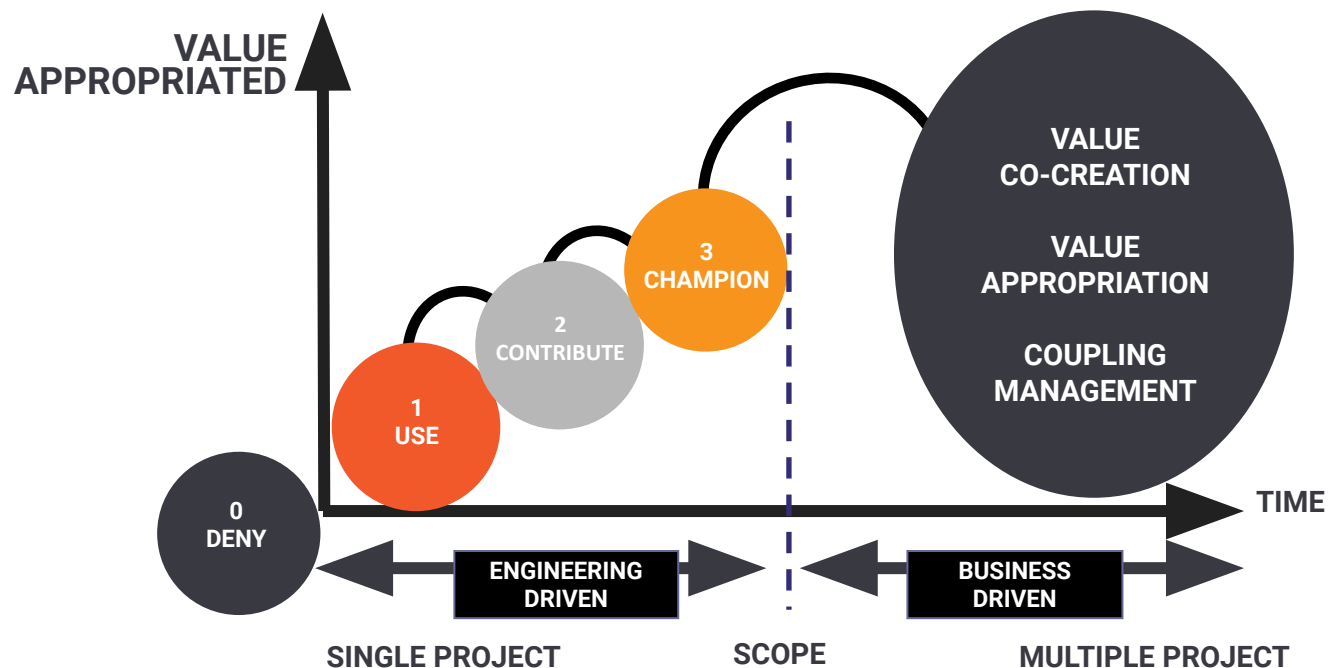 VALUE
APPROPRIATED
VALUE
CO-CREATION
VALUE
APPROPRIATION
COUPLING
MANAGEMENT
3
CHAMPION
2
CONTRIBUTE
1
USE
0
DENY
TIME
ENGINEERING
DRIVEN
BUSINESS
DRIVEN
SINGLE PROJECT
SCOPE
MULTIPLE PROJECT